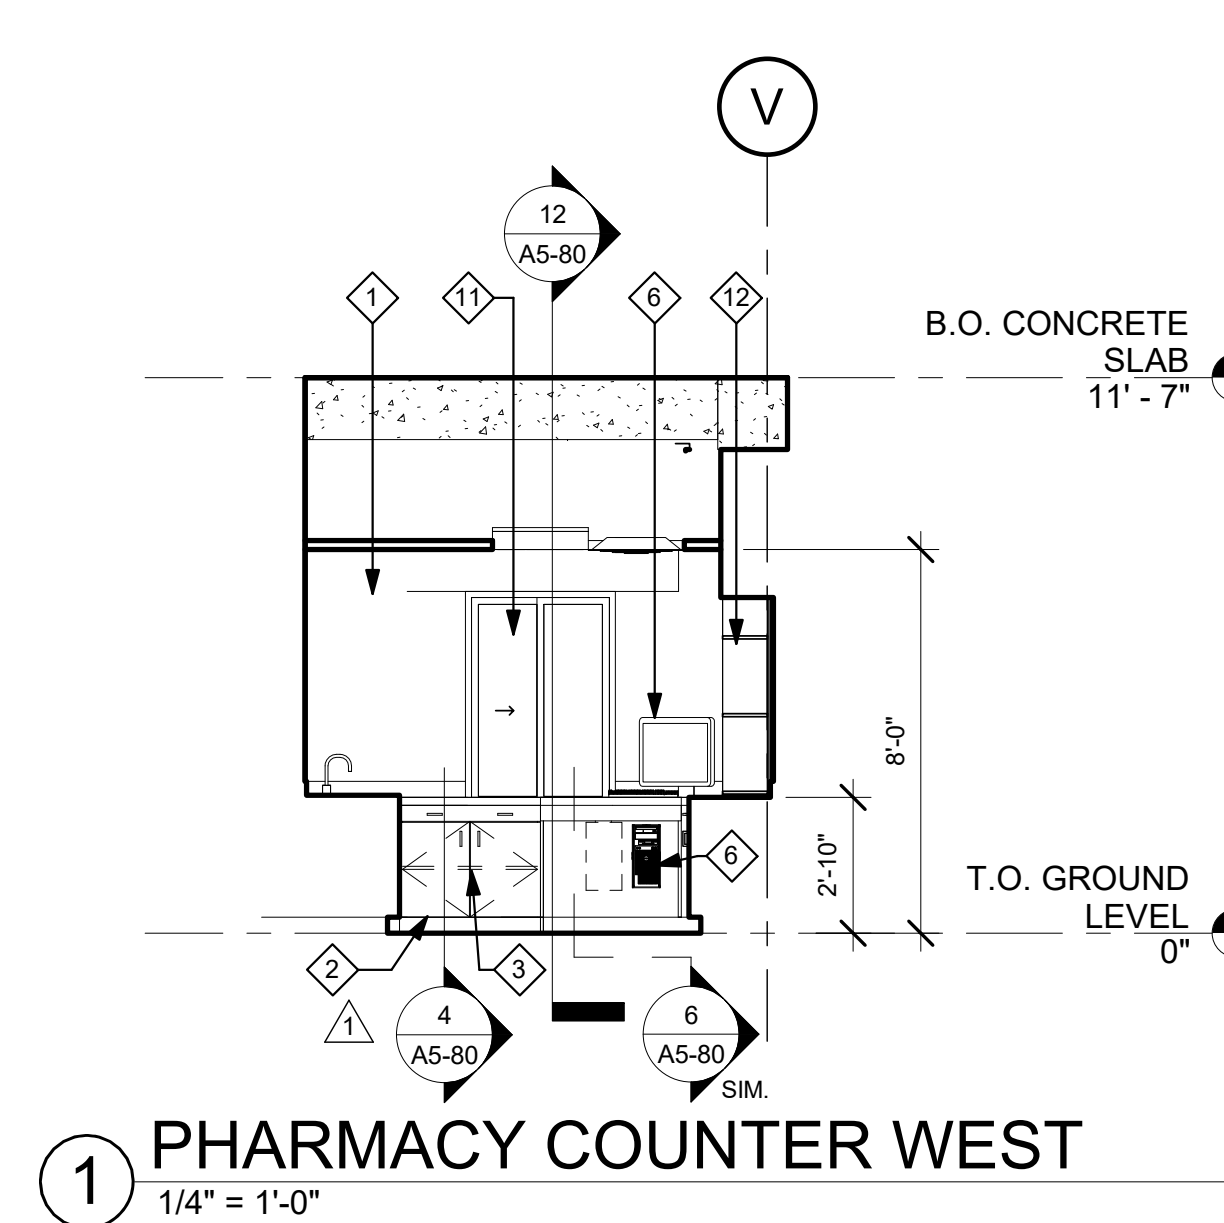 V
12
A5-80
1
11
6
12
B.O. CONCRETE
SLAB
11' - 7"
8'-0"
2'-10"
6
T.O. GROUND
LEVEL
0"
2
3
1
4
A5-80
6
A5-80
SIM.
1
PHARMACY COUNTER WEST
1/4" = 1'-0"